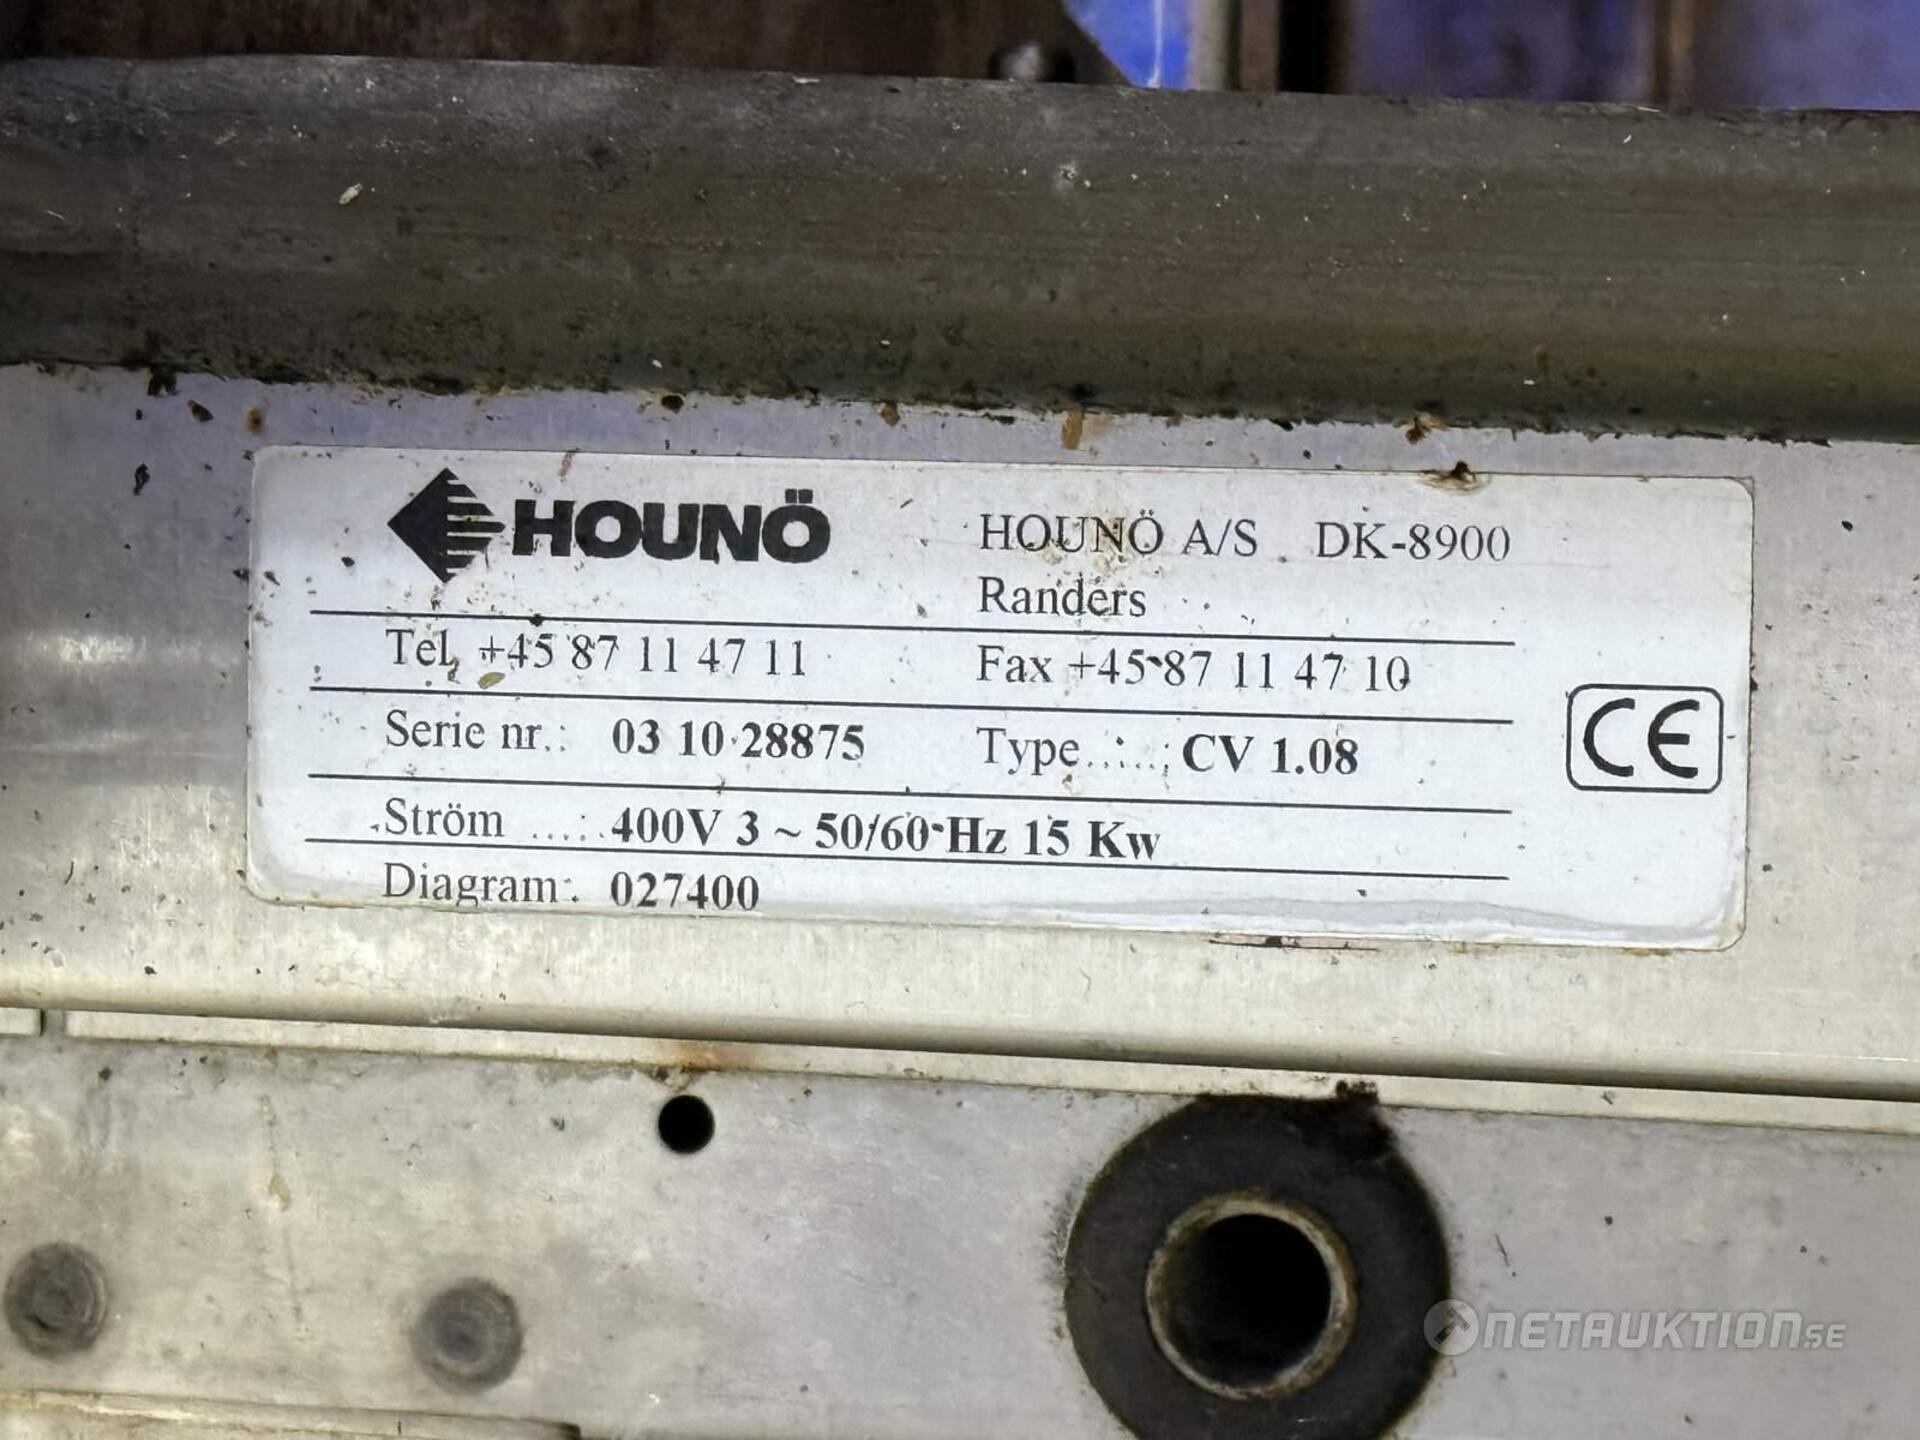 HOUNÖ HOUNÖ A/S DK-8900
Randers
Tel. +45 87 11 47 11 Fax +45 87 11 47 10
Serie nr.: 03 10 28875 Type.....: CV 1.08
Ström ....: 400V 3 ~ 50/60 Hz 15 Kw
Diagram: 027400
CE
NETAUKTION.SE